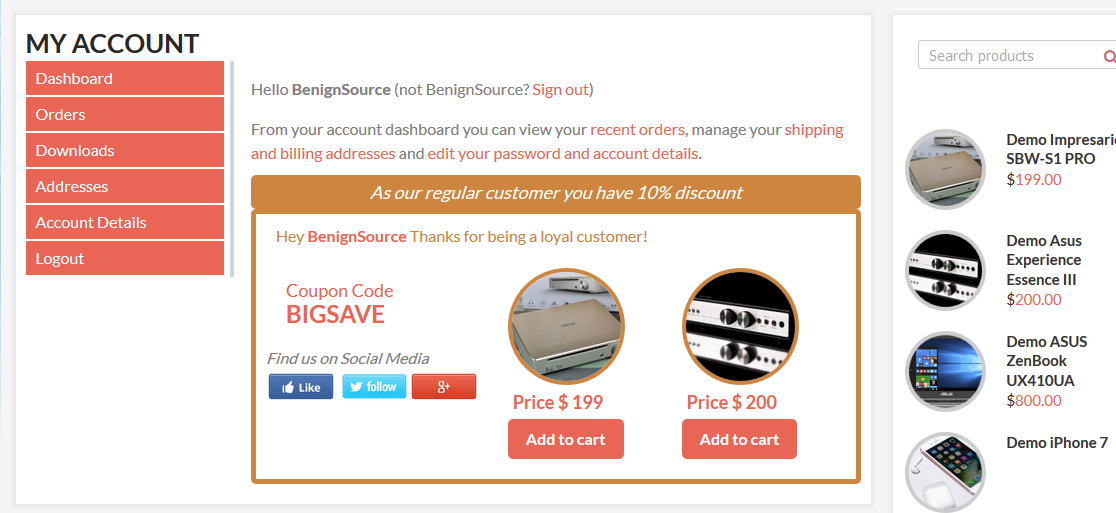 MY ACCOUNT
Dashboard
Orders
Downloads
Addresses
Account Details
Logout
Hello BenignSource (not BenignSource? Sign out)
From your account dashboard you can view your recent orders, manage your shipping
and billing addresses and edit your password and account details.
As our regular customer you have 10% discount
Hey BenignSource Thanks for being a loyal customer!
Coupon Code
BIGSAVE
Find us on Social Media
Like
follow
g+
Price $ 199
Add to cart
Price $ 200
Add to cart
Search products
Demo Impresario
SBW-S1 PRO
$199.00
Demo Asus
Experience
Essence III
$200.00
Demo ASUS
ZenBook
UX410UA
$800.00
ASUS
Demo iPhone 7